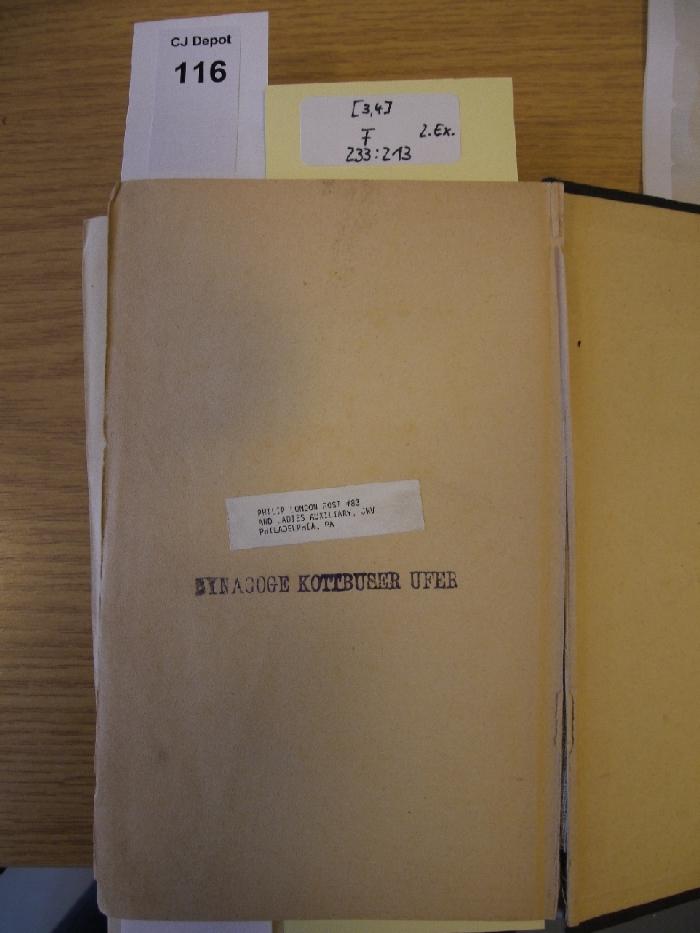 CJ Depot
116
[3,4]
F 2. Ex.
233:213
PHILIP LONDON POST #83
AND LADIES AUXILIARY, JWV
PHILADELPHIA, PA
SYNAGOGE KOTTBUSER UFER